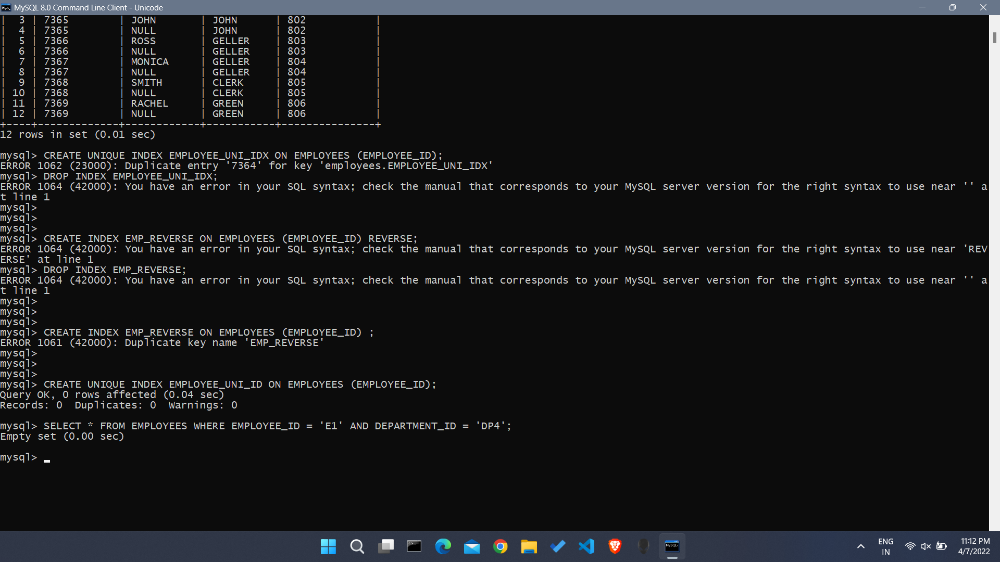 MySQL 8.0 Command Line Client - Unicode
|  3 | 7365         | JOHN       | JOHN      | 802           |
|  4 | 7365         | NULL       | JOHN      | 802           |
|  5 | 7366         | ROSS       | GELLER    | 803           |
|  6 | 7366         | NULL       | GELLER    | 803           |
|  7 | 7367         | MONICA     | GELLER    | 804           |
|  8 | 7367         | NULL       | GELLER    | 804           |
|  9 | 7368         | SMITH      | CLERK     | 805           |
| 10 | 7368         | NULL       | CLERK     | 805           |
| 11 | 7369         | RACHEL     | GREEN     | 806           |
| 12 | 7369         | NULL       | GREEN     | 806           |
+----+-------------+------------+-----------+---------------+
12 rows in set (0.01 sec)
mysql> CREATE UNIQUE INDEX EMPLOYEE_UNI_IDX ON EMPLOYEES (EMPLOYEE_ID);
ERROR 1062 (23000): Duplicate entry '7364' for key 'employees.EMPLOYEE_UNI_IDX'
mysql> DROP INDEX EMPLOYEE_UNI_IDX;
ERROR 1064 (42000): You have an error in your SQL syntax; check the manual that corresponds to your MySQL server version for the right syntax to use near '' a
t line 1
mysql>
mysql>
mysql>
mysql> CREATE INDEX EMP_REVERSE ON EMPLOYEES (EMPLOYEE_ID) REVERSE;
ERROR 1064 (42000): You have an error in your SQL syntax; check the manual that corresponds to your MySQL server version for the right syntax to use near 'REV
ERSE' at line 1
mysql> DROP INDEX EMP_REVERSE;
ERROR 1064 (42000): You have an error in your SQL syntax; check the manual that corresponds to your MySQL server version for the right syntax to use near '' a
t line 1
mysql>
mysql>
mysql>
mysql> CREATE INDEX EMP_REVERSE ON EMPLOYEES (EMPLOYEE_ID) ;
ERROR 1061 (42000): Duplicate key name 'EMP_REVERSE'
mysql>
mysql>
mysql>
mysql> CREATE UNIQUE INDEX EMPLOYEE_UNI_ID ON EMPLOYEES (EMPLOYEE_ID);
Query OK, 0 rows affected (0.04 sec)
Records: 0  Duplicates: 0  Warnings: 0
mysql> SELECT * FROM EMPLOYEES WHERE EMPLOYEE_ID = 'E1' AND DEPARTMENT_ID = 'DP4';
Empty set (0.00 sec)
mysql>
ENG
IN
11:12 PM
4/7/2022